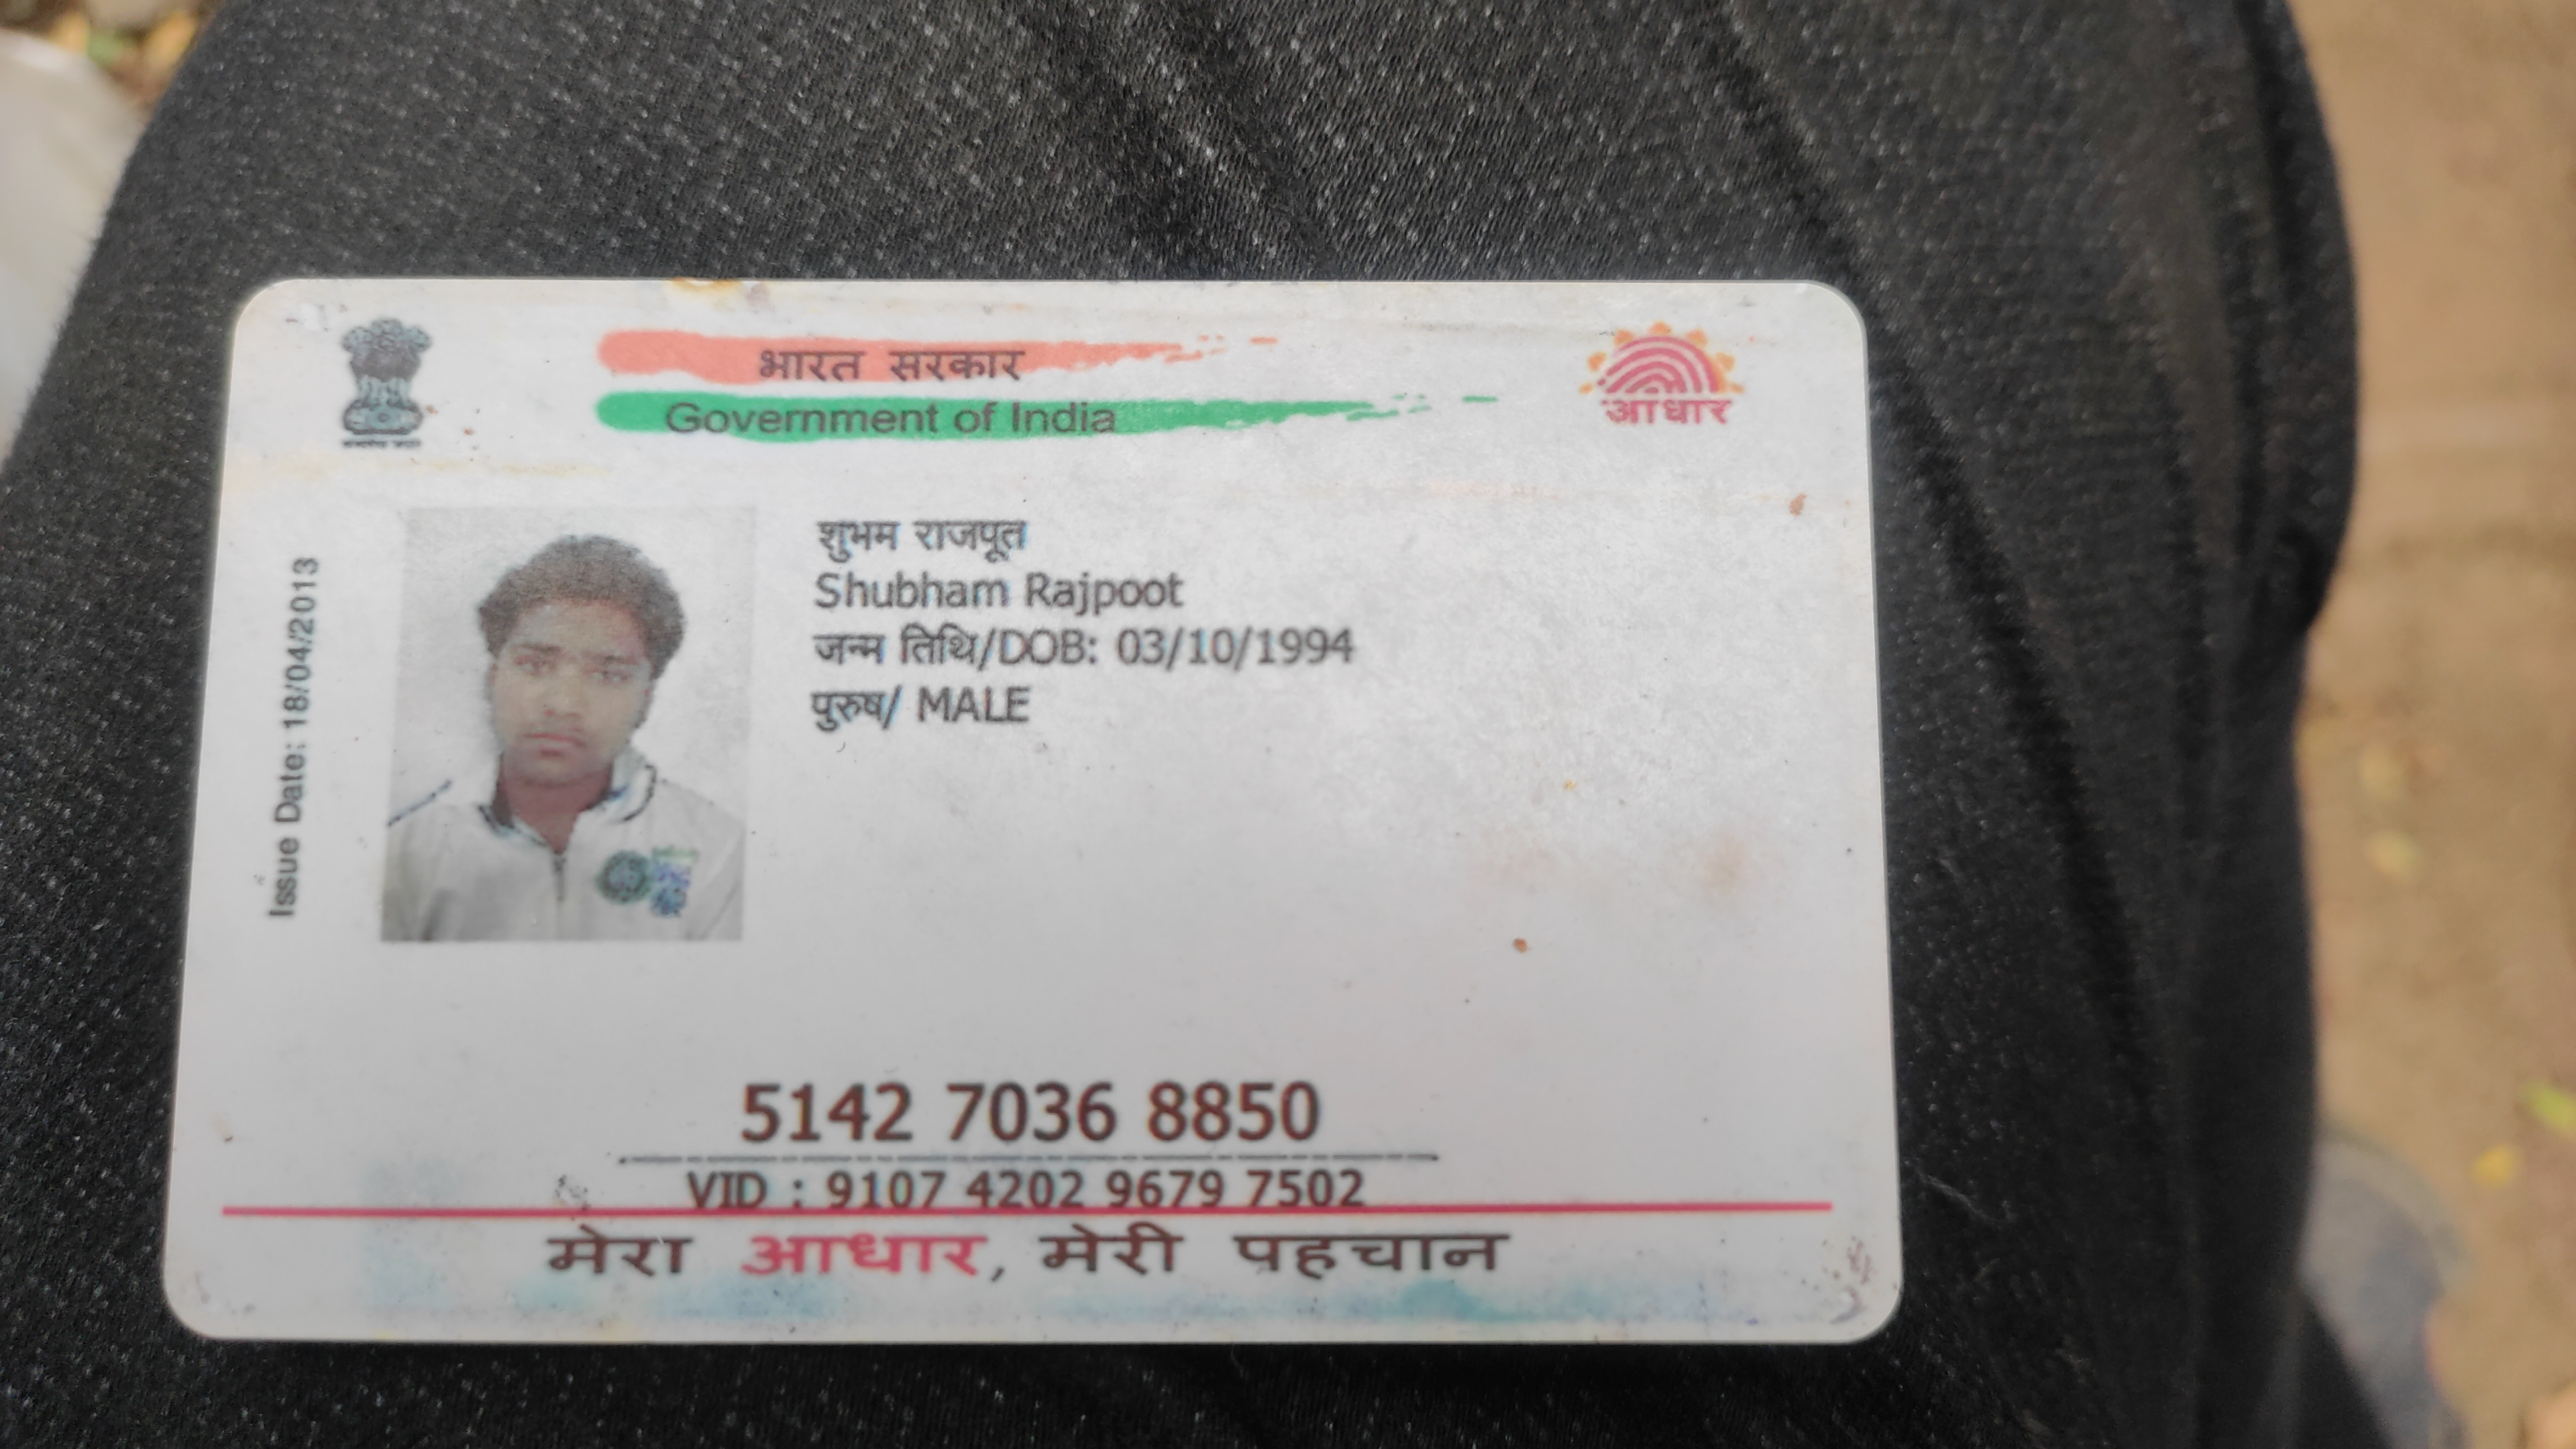 भारत सरकार
Government of India
आधार
Issue Date: 18/04/2013
शुभम राजपूत
Shubham Rajpoot
जन्म तिथि/DOB: 03/10/1994
पुरुष/ MALE
5142 7036 8850
VID : 9107 4202 9679 7502
मेरा आधार, मेरी पहचान